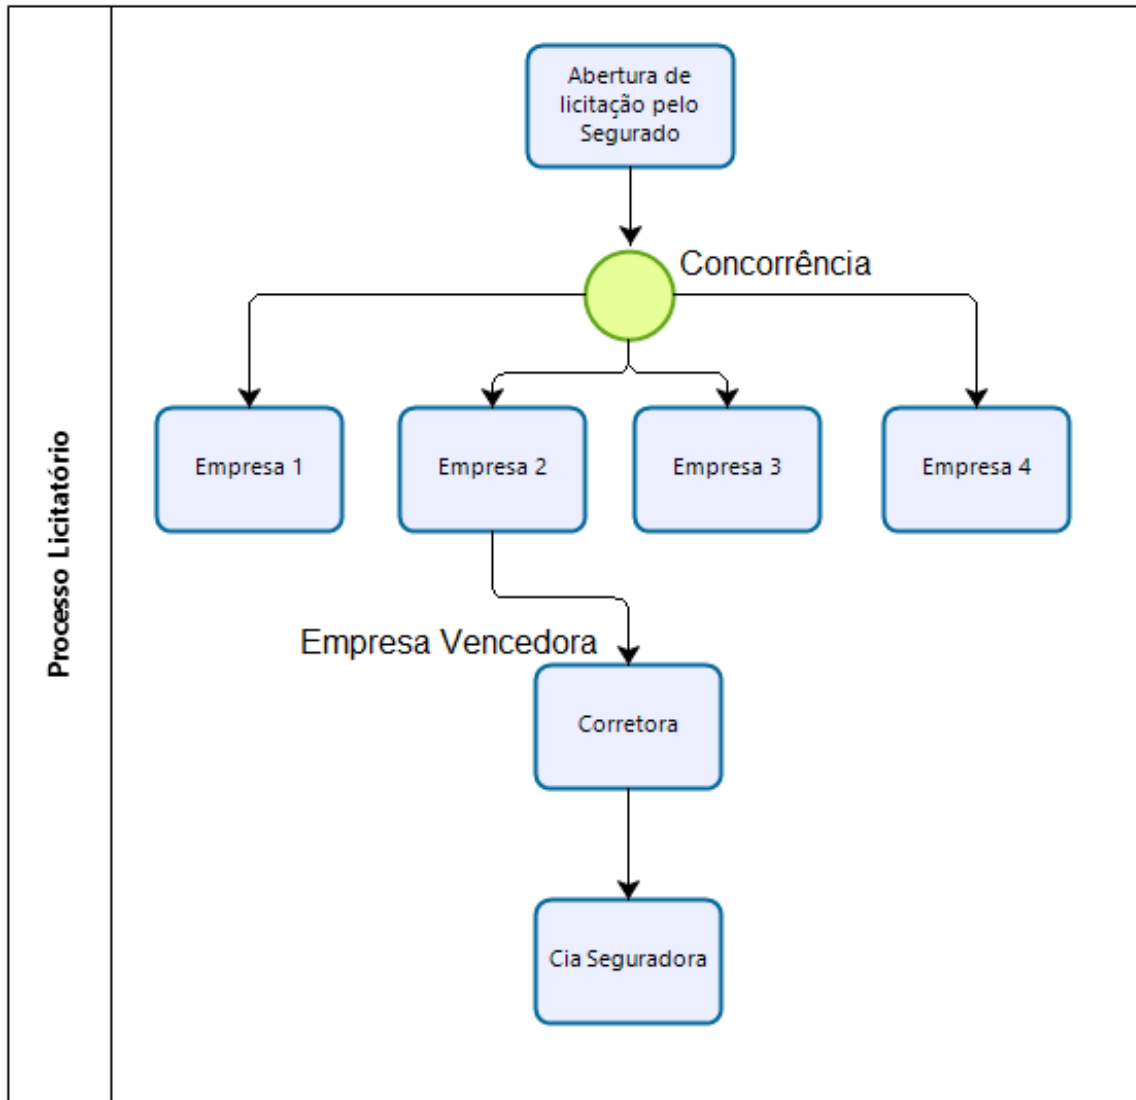 Processo Licitatório
Abertura de
licitação pelo
Segurado
Concorrência
Empresa 1
Empresa 2
Empresa 3
Empresa 4
Empresa Vencedora
Corretora
Cia Seguradora